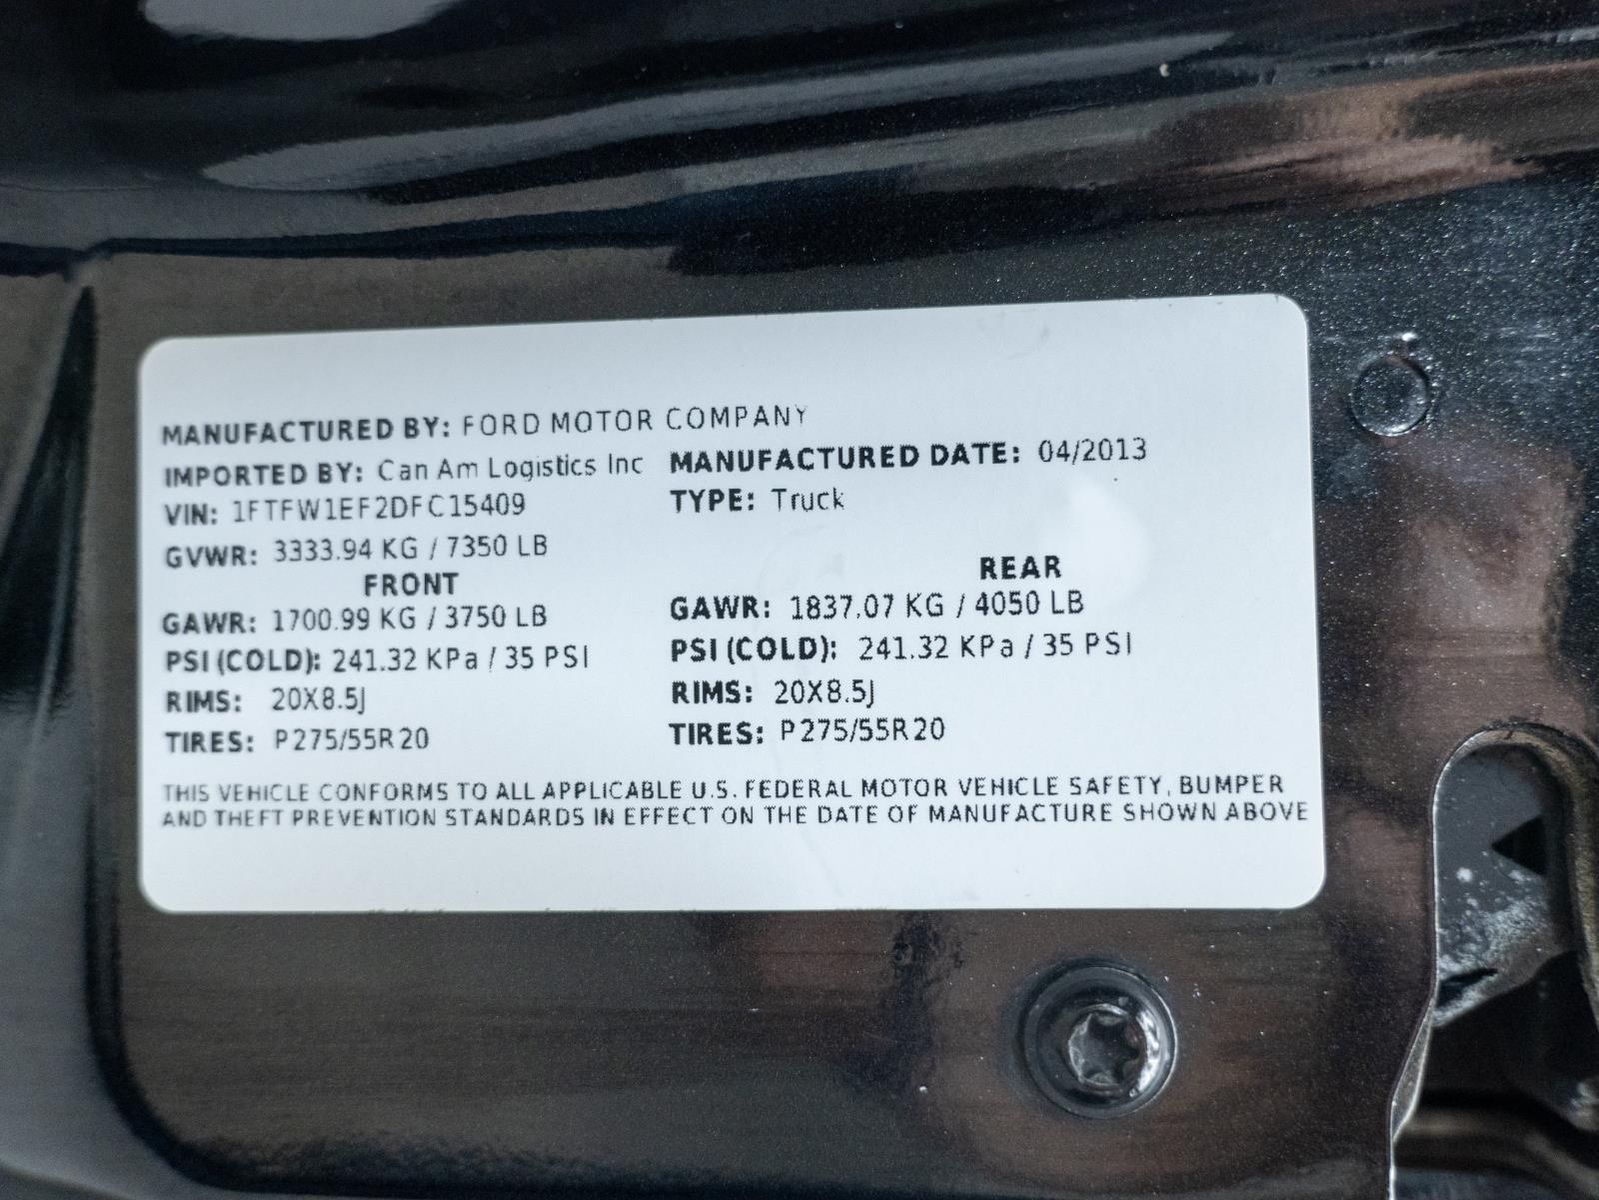 MANUFACTURED BY: FORD MOTOR COMPANY
IMPORTED BY: Can Am Logistics Inc MANUFACTURED DATE: 04/2013
VIN: 1FTFW1EF2DFC15409 TYPE: Truck
GVWR: 3333.94 KG / 7350 LB
FRONT REAR
GAWR: 1700.99 KG / 3750 LB GAWR: 1837.07 KG / 4050 LB
PSI (COLD): 241.32 KPa / 35 PSI PSI (COLD): 241.32 KPa / 35 PSI
RIMS: 20X8.5J RIMS: 20X8.5J
TIRES: P275/55R20 TIRES: P275/55R20
THIS VEHICLE CONFORMS TO ALL APPLICABLE U.S. FEDERAL MOTOR VEHICLE SAFETY, BUMPER
AND THEFT PREVENTION STANDARDS IN EFFECT ON THE DATE OF MANUFACTURE SHOWN ABOVE